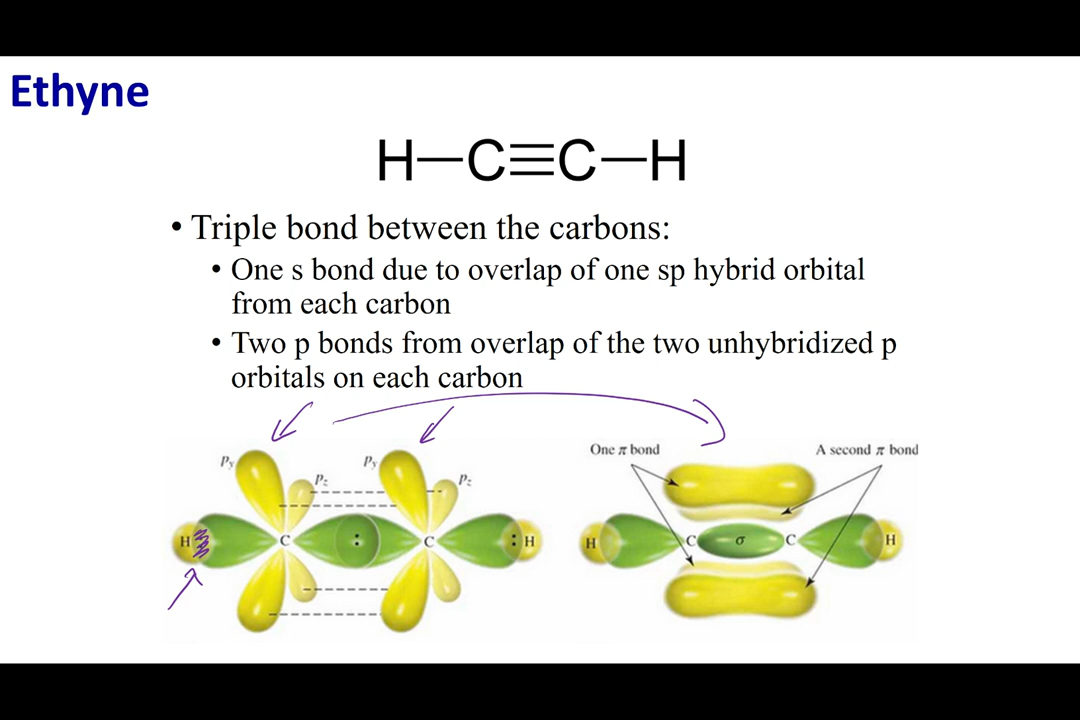 Ethyne
H—C≡C—H
• Triple bond between the carbons:
• One s bond due to overlap of one sp hybrid orbital
from each carbon
• Two p bonds from overlap of the two unhybridized p
orbitals on each carbon
One π bond
A second π bond
py
pz
py
pz
H
C
:
C
:
H
H
C
σ
C
H